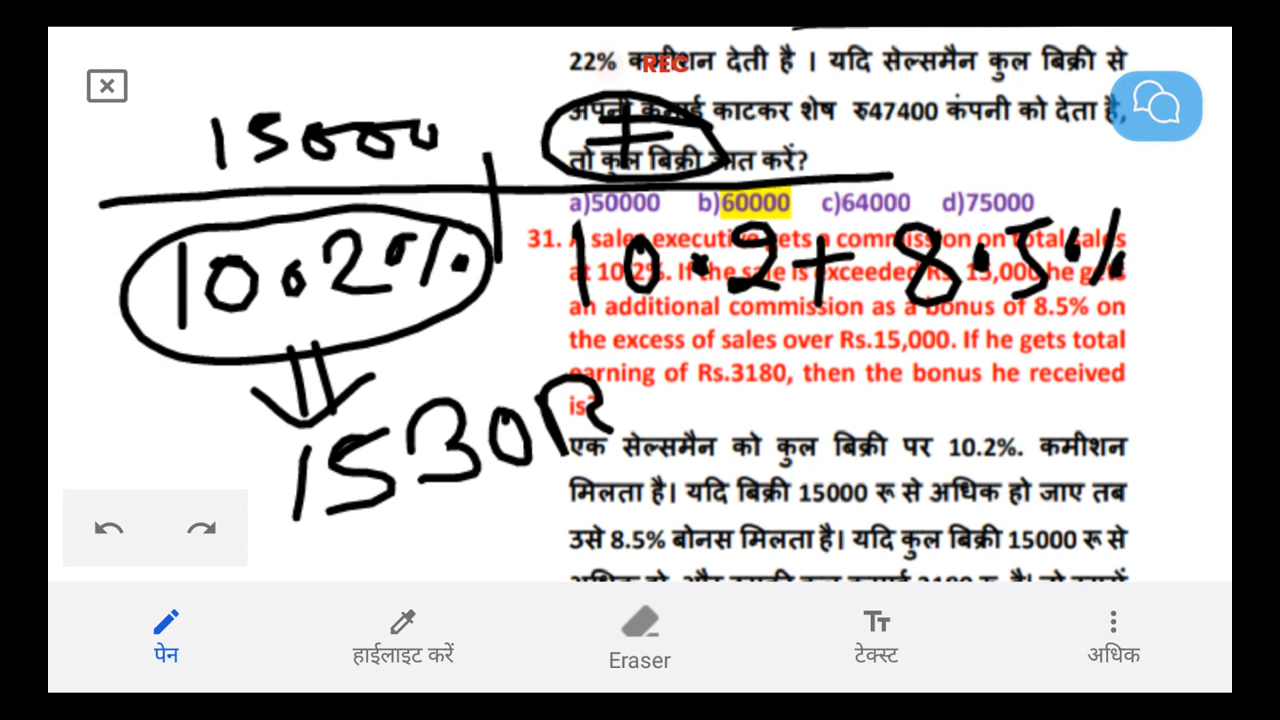 22% कमीशन देती है । यदि सेल्समैन कुल बिक्री से
REC
अपनी कमाई काटकर शेष रु47400 कंपनी को देता है,
तो कुल बिक्री ज्ञात करें?
a)50000 b)60000 c)64000 d)75000
15000
10.2%
10.2+8.5%
1530R
31. A sales executive gets a commission on total sales
at 10.2%. If the sale is exceeded Rs. 15,000 he gets
an additional commission as a bonus of 8.5% on
the excess of sales over Rs.15,000. If he gets total
earning of Rs.3180, then the bonus he received
is?
एक सेल्समैन को कुल बिक्री पर 10.2%. कमीशन
मिलता है। यदि बिक्री 15000 रू से अधिक हो जाए तब
उसे 8.5% बोनस मिलता है। यदि कुल बिक्री 15000 रू से
पेन
हाईलाइट करें
Eraser
टेक्स्ट
अधिक